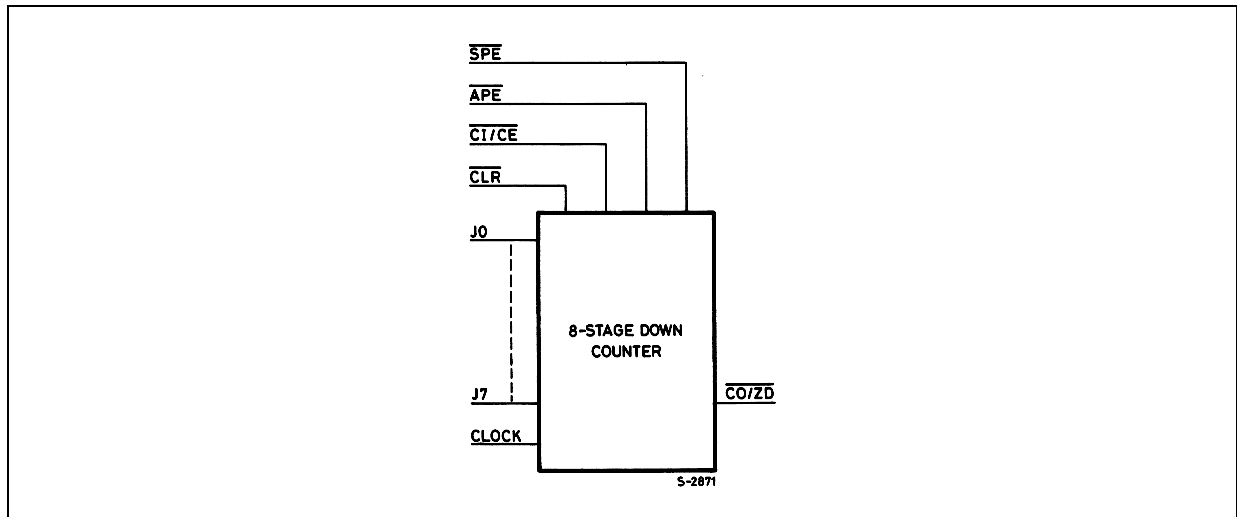 SPE
APE
CI/CE
CLR
J0
8-STAGE DOWN
COUNTER
J7
CO/ZD
CLOCK
S-2871